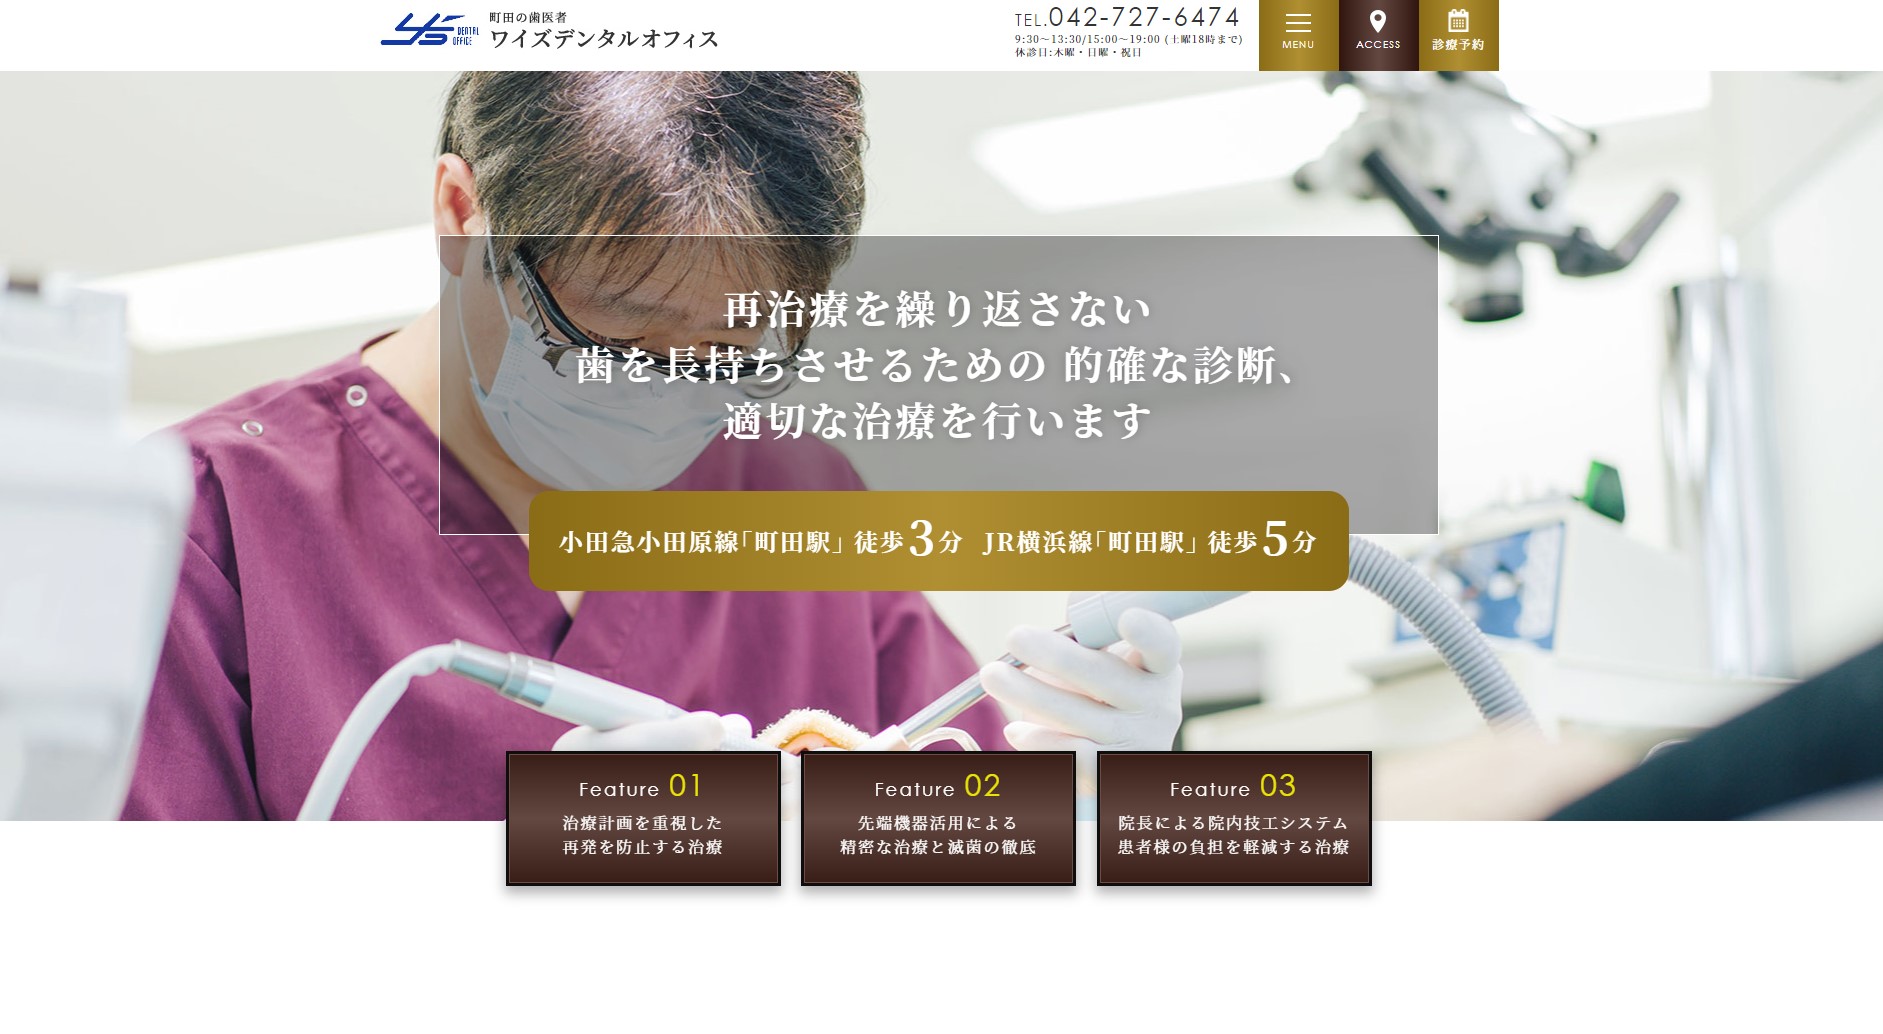 DENTAL
OFFICE
町田の歯医者
ワイズデンタルオフィス
TEL.042-727-6474
9:30～13:30/15:00～19:00 (土曜18時まで)
休診日:木曜・日曜・祝日
MENU
ACCESS
診療予約
再治療を繰り返さない
歯を長持ちさせるための 的確な診断、
適切な治療を行います
小田急小田原線「町田駅」徒歩3分 JR横浜線「町田駅」徒歩5分
Feature 01
治療計画を重視した
再発を防止する治療
Feature 02
先端機器活用による
精密な治療と滅菌の徹底
Feature 03
院長による院内技工システム
患者様の負担を軽減する治療